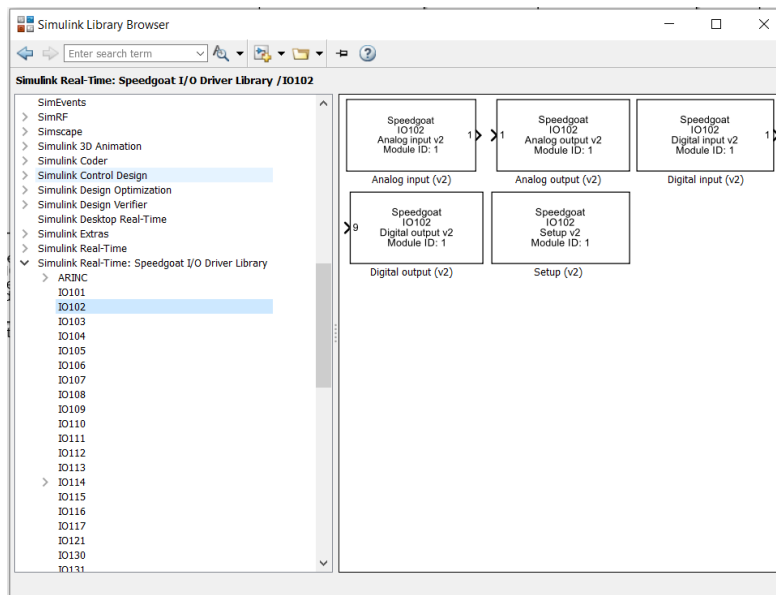 Simulink Library Browser
Enter search term
Simulink Real-Time: Speedgoat I/O Driver Library /IO102
SimEvents
SimRF
Simscape
Simulink 3D Animation
Simulink Coder
Simulink Control Design
Simulink Design Optimization
Simulink Design Verifier
Simulink Desktop Real-Time
Simulink Extras
Simulink Real-Time
Simulink Real-Time: Speedgoat I/O Driver Library
ARINC
IO101
IO102
IO103
IO104
IO105
IO106
IO107
IO108
IO109
IO110
IO111
IO112
IO113
IO114
IO115
IO116
IO117
IO121
IO130
IO131
Speedgoat
IO102
Analog input v2
Module ID: 1
1
Analog input (v2)
1
Speedgoat
IO102
Analog output v2
Module ID: 1
Analog output (v2)
Speedgoat
IO102
Digital input v2
Module ID: 1
1
Digital input (v2)
9
Speedgoat
IO102
Digital output v2
Module ID: 1
Digital output (v2)
Speedgoat
IO102
Setup v2
Module ID: 1
Setup (v2)